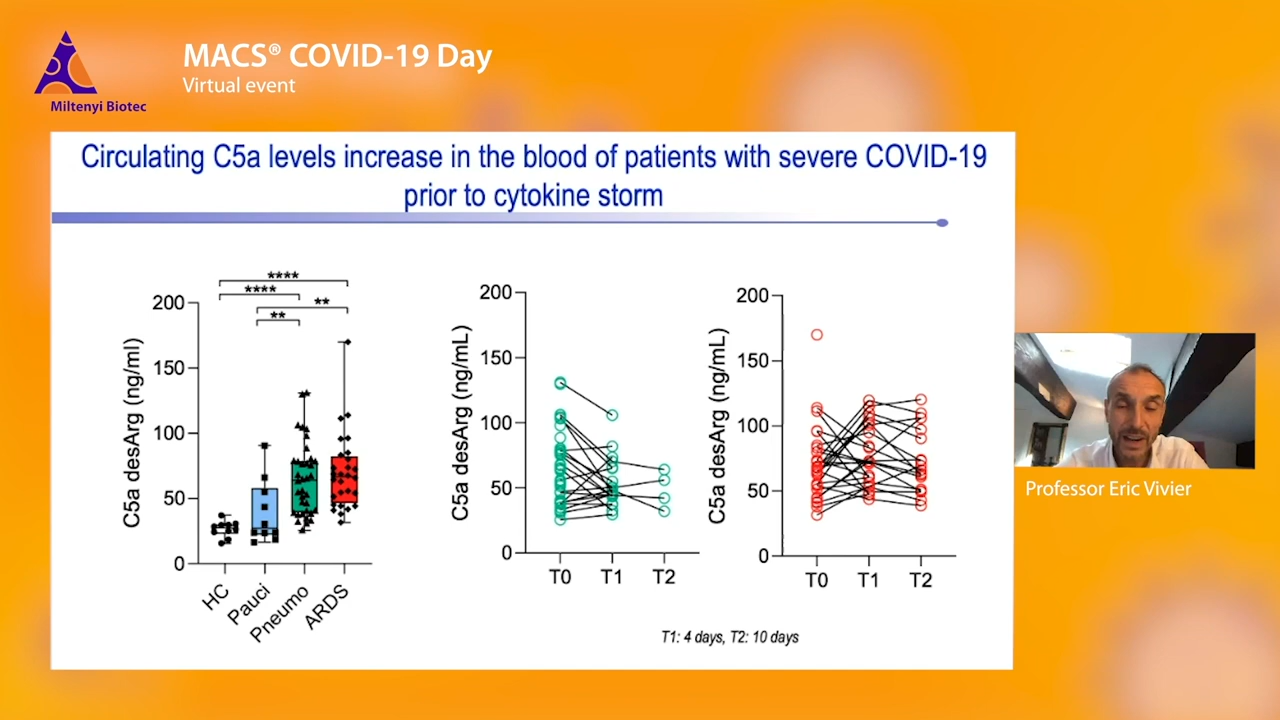 MACS® COVID-19 Day
Virtual event
Miltenyi Biotec
Circulating C5a levels increase in the blood of patients with severe COVID-19
prior to cytokine storm
****
****
**
**
200
150
100
50
0
C5a desArg (ng/ml)
HC
Pauci
Pneumo
ARDS
200
150
100
50
0
C5a desArg (ng/mL)
T0 T1 T2
200
150
100
50
0
C5a desArg (ng/mL)
T0 T1 T2
T1: 4 days, T2: 10 days
Professor Eric Vivier